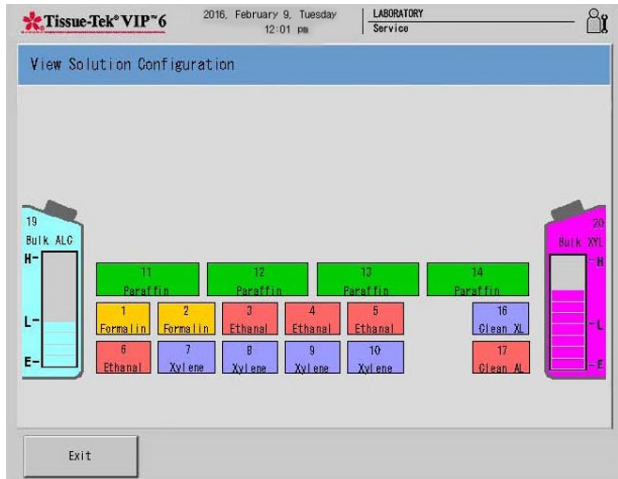 Tissue-Tek® VIP™6
2016, February 9, Tuesday
12:01 pm
LABORATORY
Service
View Solution Configuration
19
Bulk ALC
H-
L-
E-
20
Bulk XYL
-H
-L
-E
11
Paraffin
12
Paraffin
13
Paraffin
14
Paraffin
1
Formalin
2
Formalin
3
Ethanal
4
Ethanal
5
Ethanal
16
Clean XL
6
Ethanal
7
Xylene
8
Xylene
9
Xylene
10
Xylene
17
Clean AL
Exit